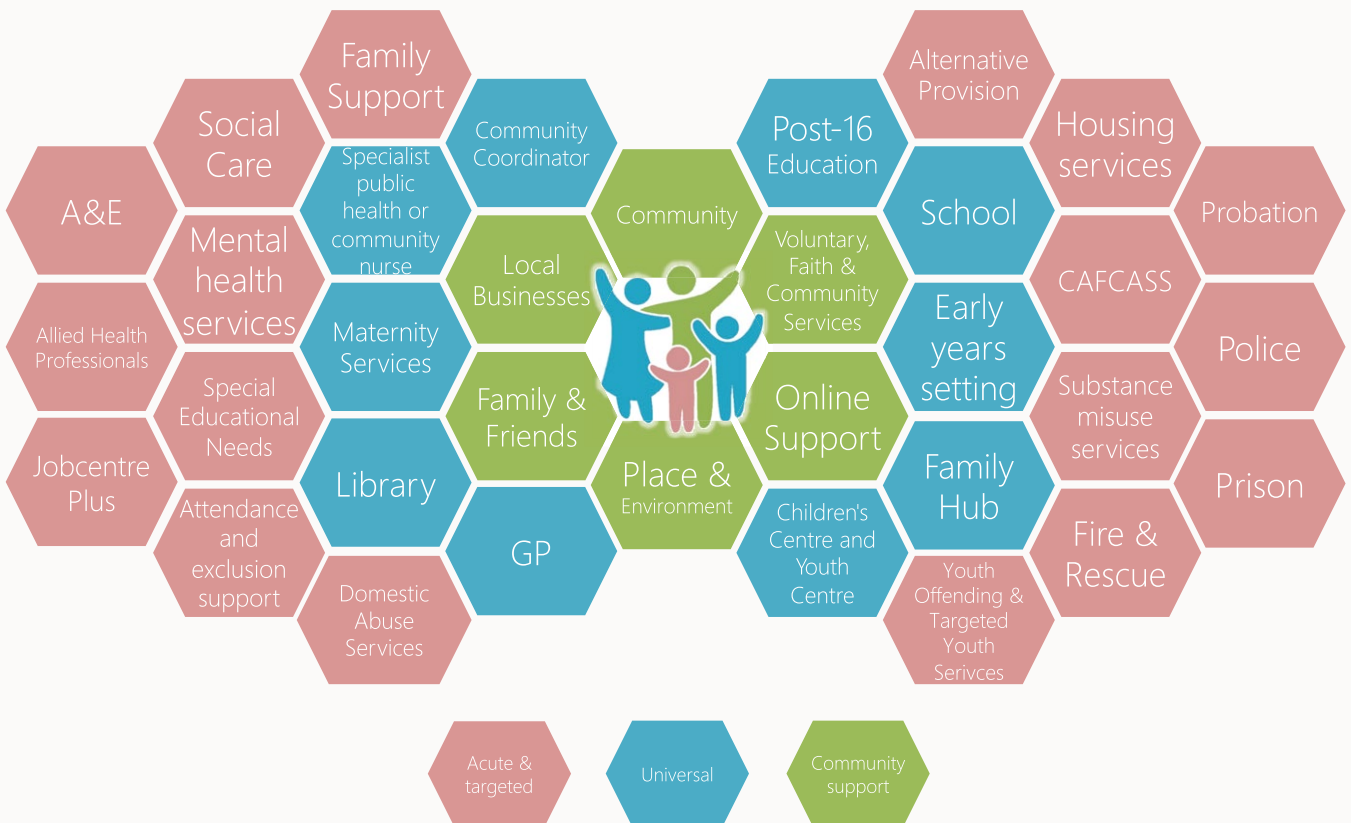 Family
Support
Alternative
Provision
Social
Care
Community
Coordinator
Post-16
Education
Housing
services
A&E
Specialist
public
health or
community
nurse
Community
School
Probation
Mental
health
services
Local
Businesses
Voluntary,
Faith &
Community
Services
CAFCASS
Allied Health
Professionals
Maternity
Services
Early
years
setting
Police
Special
Educational
Needs
Family &
Friends
Online
Support
Substance
misuse
services
Jobcentre
Plus
Library
Place &
Environment
Family
Hub
Prison
Attendance
and
exclusion
support
GP
Children's
Centre and
Youth
Centre
Fire &
Rescue
Domestic
Abuse
Services
Youth
Offending &
Targeted
Youth
Serivces
Acute &
targeted
Universal
Community
support